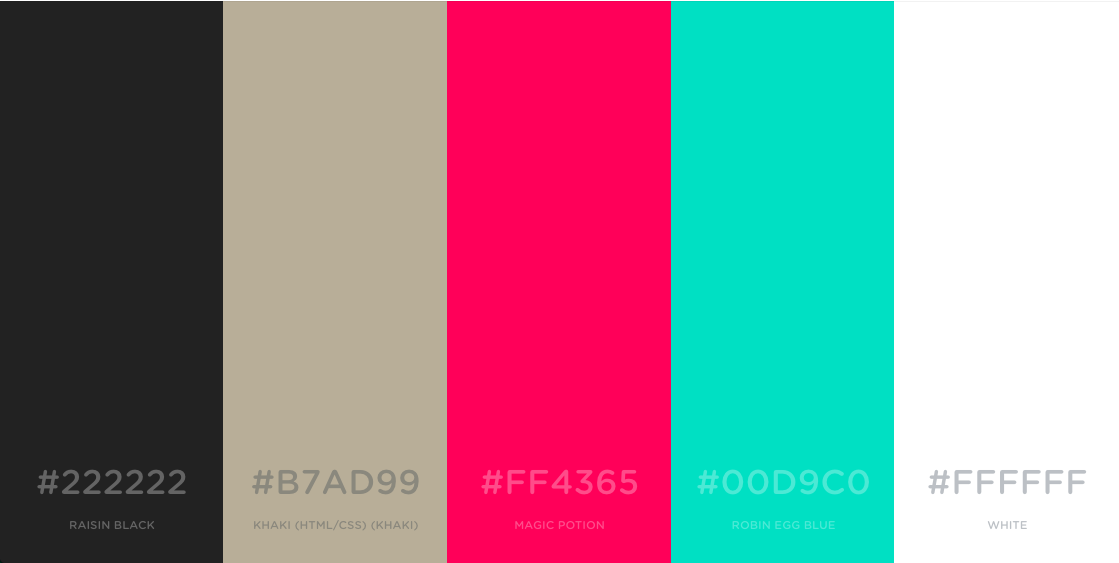 #222222
RAISIN BLACK
#B7AD99
KHAKI (HTML/CSS) (KHAKI)
#FF4365
MAGIC POTION
#00D9C0
ROBIN EGG BLUE
#FFFFFF
WHITE